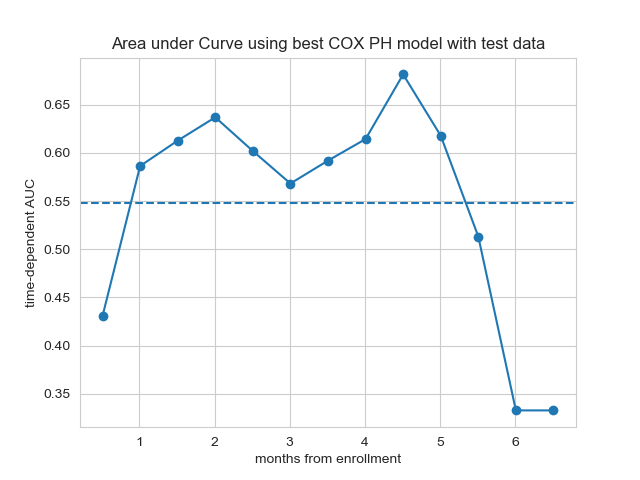 Area under Curve using best COX PH model with test data
time-dependent AUC
0.65
0.60
0.55
0.50
0.45
0.40
0.35
1 2 3 4 5 6
months from enrollment